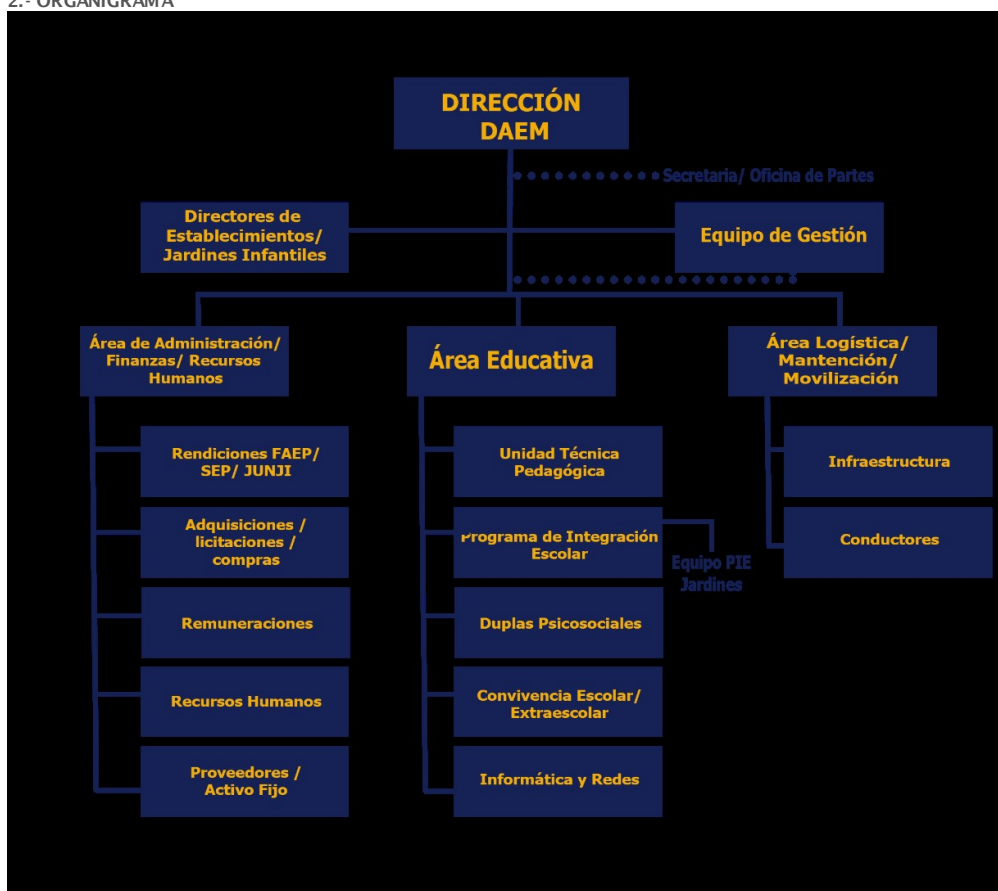 2.- ORGANIGRAMA
DIRECCIÓN
DAEM
Secretaria/ Oficina de Partes
Directores de
Establecimientos/
Jardines Infantiles
Equipo de Gestión
Área de Administración/
Finanzas/ Recursos
Humanos
Rendiciones FAEP/
SEP/ JUNJI
Adquisiciones /
licitaciones /
compras
Remuneraciones
Recursos Humanos
Proveedores /
Activo Fijo
Área Educativa
Unidad Técnica
Pedagógica
Programa de Integración
Escolar
Equipo PIE
Jardines
Duplas Psicosociales
Convivencia Escolar/
Extraescolar
Informática y Redes
Área Logística/
Mantención/
Movilización
Infraestructura
Conductores